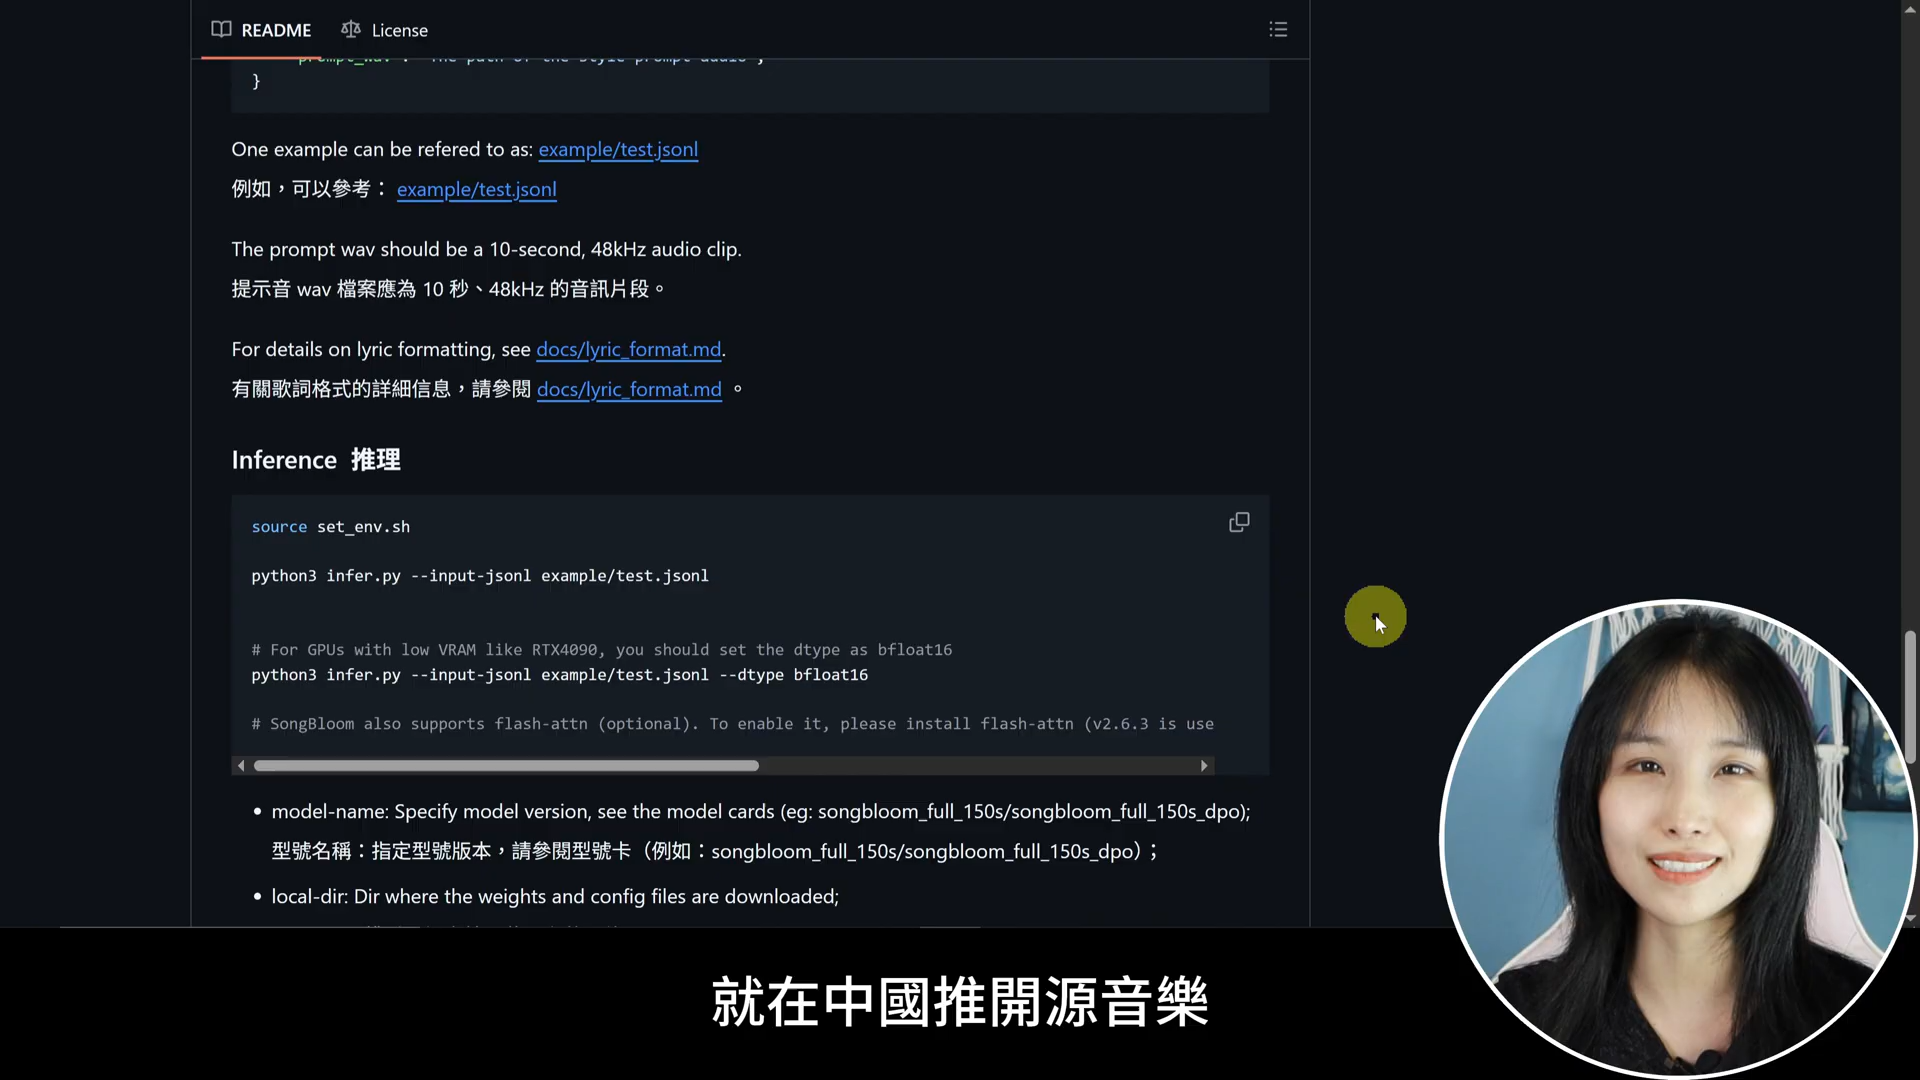 README
License
"prompt_wav": "The path of the style prompt audio",
}
One example can be refered to as: example/test.jsonl
例如，可以參考： example/test.jsonl
The prompt wav should be a 10-second, 48kHz audio clip.
提示音 wav 檔案應為 10 秒、48kHz 的音訊片段。
For details on lyric formatting, see docs/lyric_format.md.
有關歌詞格式的詳細信息，請參閱 docs/lyric_format.md 。
Inference 推理
source set_env.sh
python3 infer.py --input-jsonl example/test.jsonl
# For GPUs with low VRAM like RTX4090, you should set the dtype as bfloat16
python3 infer.py --input-jsonl example/test.jsonl --dtype bfloat16
# SongBloom also supports flash-attn (optional). To enable it, please install flash-attn (v2.6.3 is use
• model-name: Specify model version, see the model cards (eg: songbloom_full_150s/songbloom_full_150s_dpo);
型號名稱：指定型號版本，請參閱型號卡（例如：songbloom_full_150s/songbloom_full_150s_dpo）；
• local-dir: Dir where the weights and config files are downloaded;
就在中國推開源音樂